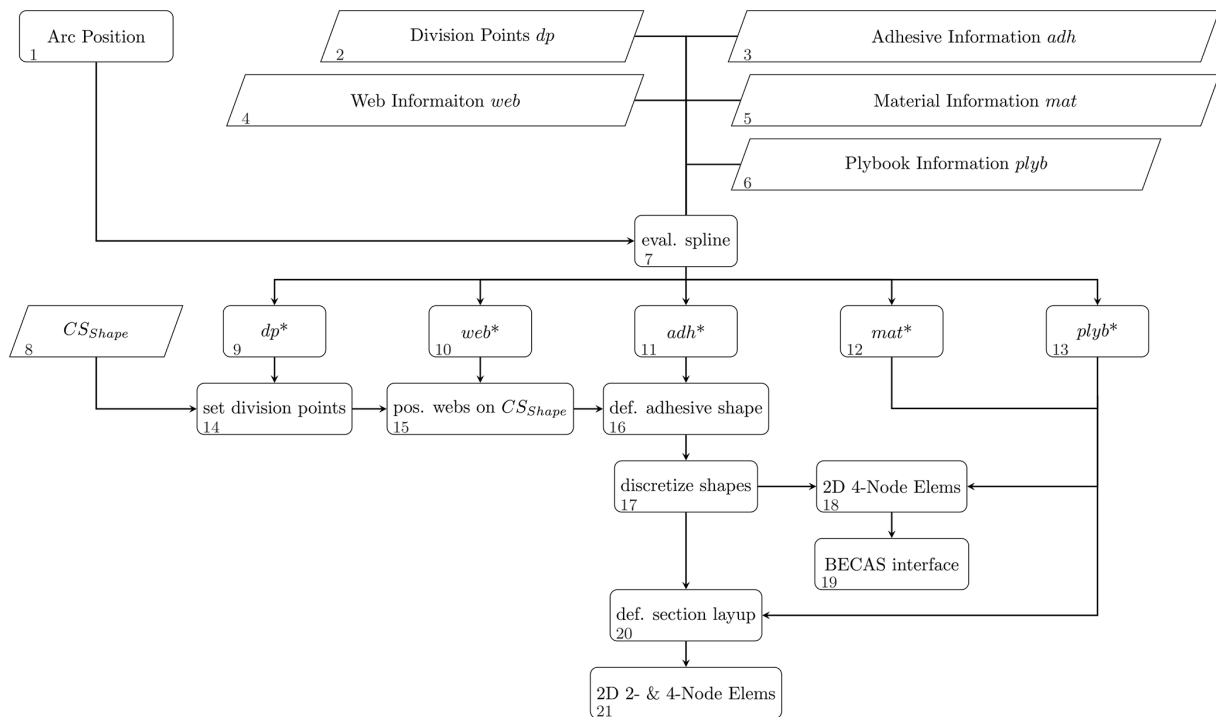 Arc Position
1
Division Points dp
2
Adhesive Information adh
3
Web Informaiton web
4
Material Information mat
5
Plybook Information plyb
6
eval. spline
7
CS_Shape
8
dp*
9
web*
10
adh*
11
mat*
12
plyb*
13
set division points
14
pos. webs on CS_Shape
15
def. adhesive shape
16
discretize shapes
17
2D 4-Node Elems
18
BECAS interface
19
def. section layup
20
2D 2- & 4-Node Elems
21